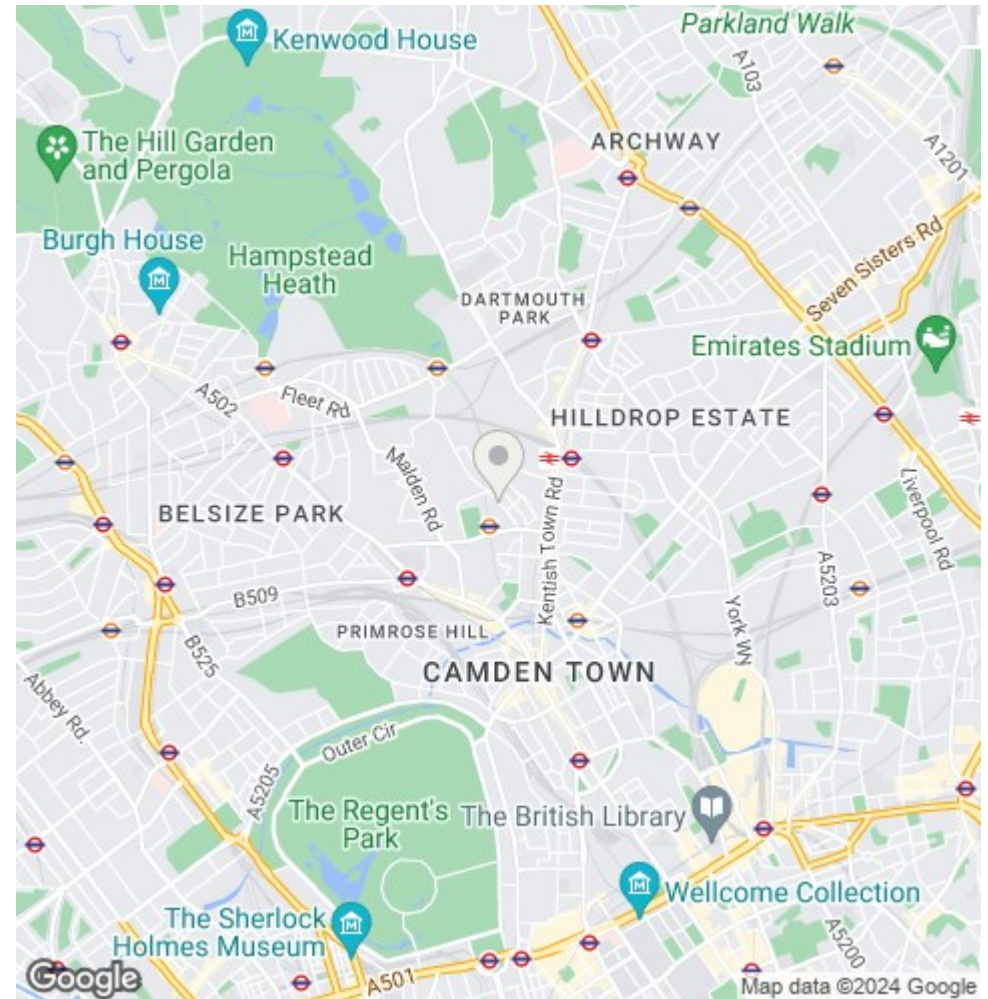 Kenwood House
Parkland Walk
A103
The Hill Garden
and Pergola
ARCHWAY
A1201
Burgh House
Hampstead
Heath
Seven Sisters Rd
DARTMOUTH
PARK
Emirates Stadium
A502
Fleet Rd
HILLDROP ESTATE
Malden Rd
BELSIZE PARK
Kentish Town Rd
Liverpool Rd
A5203
B509
York WN
PRIMROSE HILL
B525
CAMDEN TOWN
Abbey Rd.
Outer Cir
A5205
The Regent's
Park
The British Library
Wellcome Collection
The Sherlock
Holmes Museum
A501
A5200
Google
Map data ©2024 Google